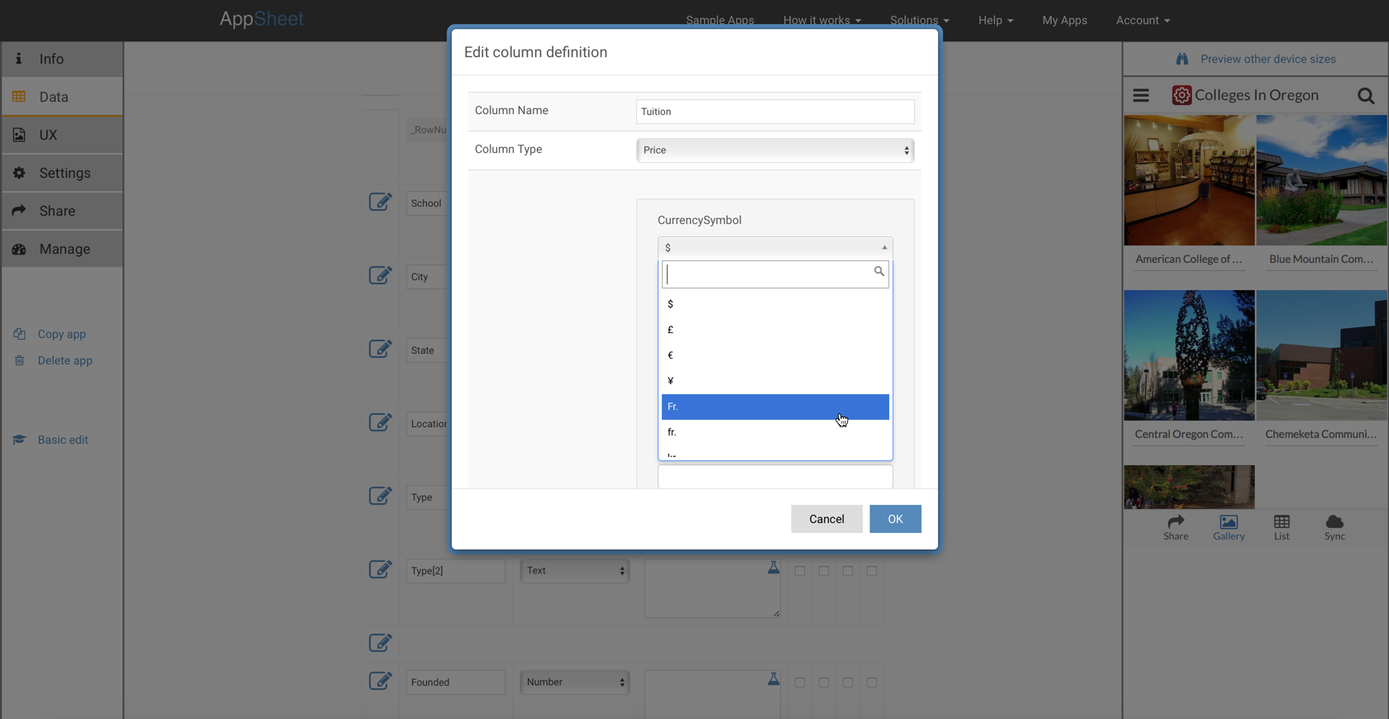 AppSheet
Sample Apps How it works Solutions Help My Apps Account
Info
Data
UX
Settings
Share
Manage
Copy app
Delete app
Basic edit
_RowNu
School
City
State
Location
Type
Type[2] Text
Founded Number
Edit column definition
Column Name Tuition
Column Type Price
CurrencySymbol
$
$
£
€
¥
Fr.
fr.
Cancel OK
Preview other device sizes
Colleges In Oregon
American College of ... Blue Mountain Com...
Central Oregon Com... Chemeketa Communi...
Share Gallery List Sync